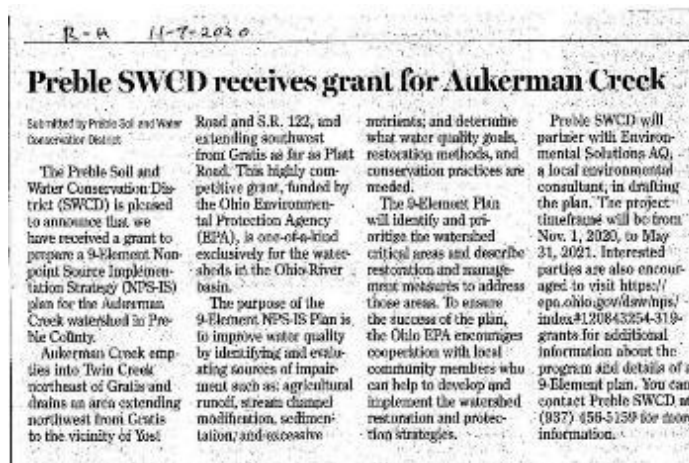 R-H 11-7-2020
Preble SWCD receives grant for Aukerman Creek
Submitted by Preble Soil and Water
Conservation District
The Preble Soil and
Water Conservation Dis-
trict (SWCD) is pleased
to announce that we
have received a grant to
prepare a 9-Element Non-
point Source Implemen-
tation Strategy (NPS-IS)
plan for the Aukerman
Creek watershed in Pre-
ble County.
Aukerman Creek emp-
ties into Twin Creek
northeast of Gratis and
drains an area extending
northwest from Gratis
to the vicinity of Yost
Road and S.R. 122, and
extending southwest
from Gratis as far as Platt
Road. This highly com-
petitive grant, funded by
the Ohio Environmen-
tal Protection Agency
(EPA), is one-of-a-kind
exclusively for the water-
sheds in the Ohio River
basin.
The purpose of the
9-Element NPS-IS Plan is
to improve water quality
by identifying and evalu-
ating sources of impair-
ment such as: agricultural
runoff, stream channel
modification, sedimen-
tation, and excessive
nutrients; and determine
what water quality goals,
restoration methods, and
conservation practices are
needed.
The 9-Element Plan
will identify and pri-
oritize the watershed
critical areas and describe
restoration and manage-
ment measures to address
those areas. To ensure
the success of the plan,
the Ohio EPA encourages
cooperation with local
community members who
can help to develop and
implement the watershed
restoration and protec-
tion strategies.
Preble SWCD will
partner with Environ-
mental Solutions AQ,
a local environmental
consultant, in drafting
the plan. The project
timeframe will be from
Nov. 1, 2020, to May
31, 2021. Interested
parties are also encour-
aged to visit https://
epa.ohio.gov/dsw/nps/
index#120843254-319-
grants for additional
information about the
program and details of a
9-Element plan. You can
contact Preble SWCD at
(937) 456-5159 for more
information.